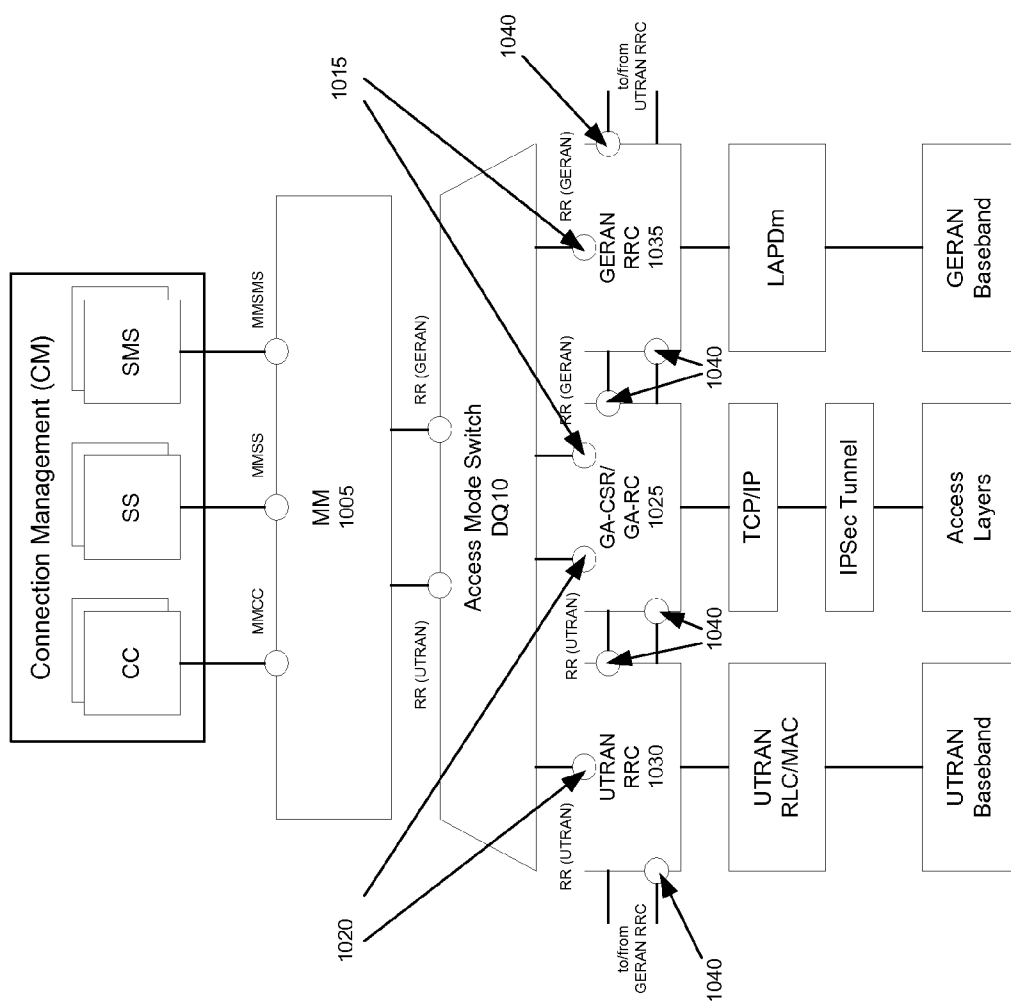 Connection Management (CM)
CC
SS
SMS
MMCC
MMSS
MMSMS
MM
1005
RR (UTRAN)
RR (GERAN)
Access Mode Switch
DQ10
1020
1015
1040
RR (UTRAN)
RR (UTRAN)
RR (GERAN)
RR (GERAN)
to/from
GERAN RRC
UTRAN
RRC
1030
GA-CSR/
GA-RC
1025
GERAN
RRC
1035
to/from
UTRAN RRC
1040
1040
1040
UTRAN
RLC/MAC
TCP/IP
LAPDm
IPSec Tunnel
UTRAN
Baseband
Access
Layers
GERAN
Baseband